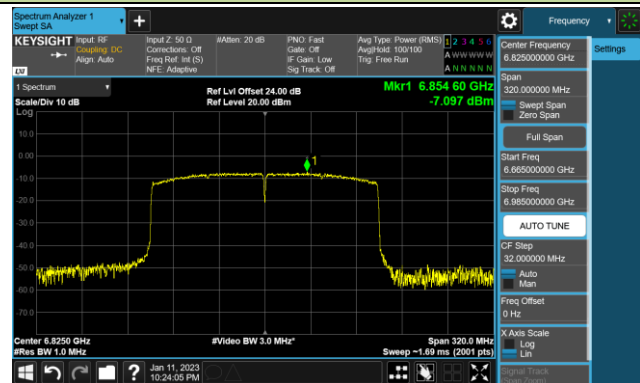 Spectrum Analyzer 1
Swept SA
+
Frequency
KEYSIGHT
Input: RF
Coupling: DC
Align: Auto
Input Z: 50 Ω
Corrections: Off
Freq Ref: Int (S)
NFE: Adaptive
#Atten: 20 dB
PNO: Fast
Gate: Off
IF Gain: Low
Sig Track: Off
Avg Type: Power (RMS)
Avg|Hold: 100/100
Trig: Free Run
1 2 3 4 5 6
A W W W W W
A N N N N N
LXI
1 Spectrum
Scale/Div 10 dB
Ref Lvl Offset 24.00 dB
Ref Level 20.00 dBm
Mkr1 6.854 60 GHz
-7.097 dBm
Log
10.0
0.00
-10.0
-20.0
-30.0
-40.0
-50.0
-60.0
-70.0
1
Center 6.8250 GHz
#Res BW 1.0 MHz
#Video BW 3.0 MHz*
Span 320.0 MHz
Sweep ~1.69 ms (2001 pts)
Center Frequency
6.825000000 GHz
Span
320.000000 MHz
Swept Span
Zero Span
Full Span
Start Freq
6.665000000 GHz
Stop Freq
6.985000000 GHz
AUTO TUNE
CF Step
32.000000 MHz
Auto
Man
Freq Offset
0 Hz
X Axis Scale
Log
Lin
Signal Track
(Span Zoom)
Settings
?
Jan 11, 2023
10:24:05 PM